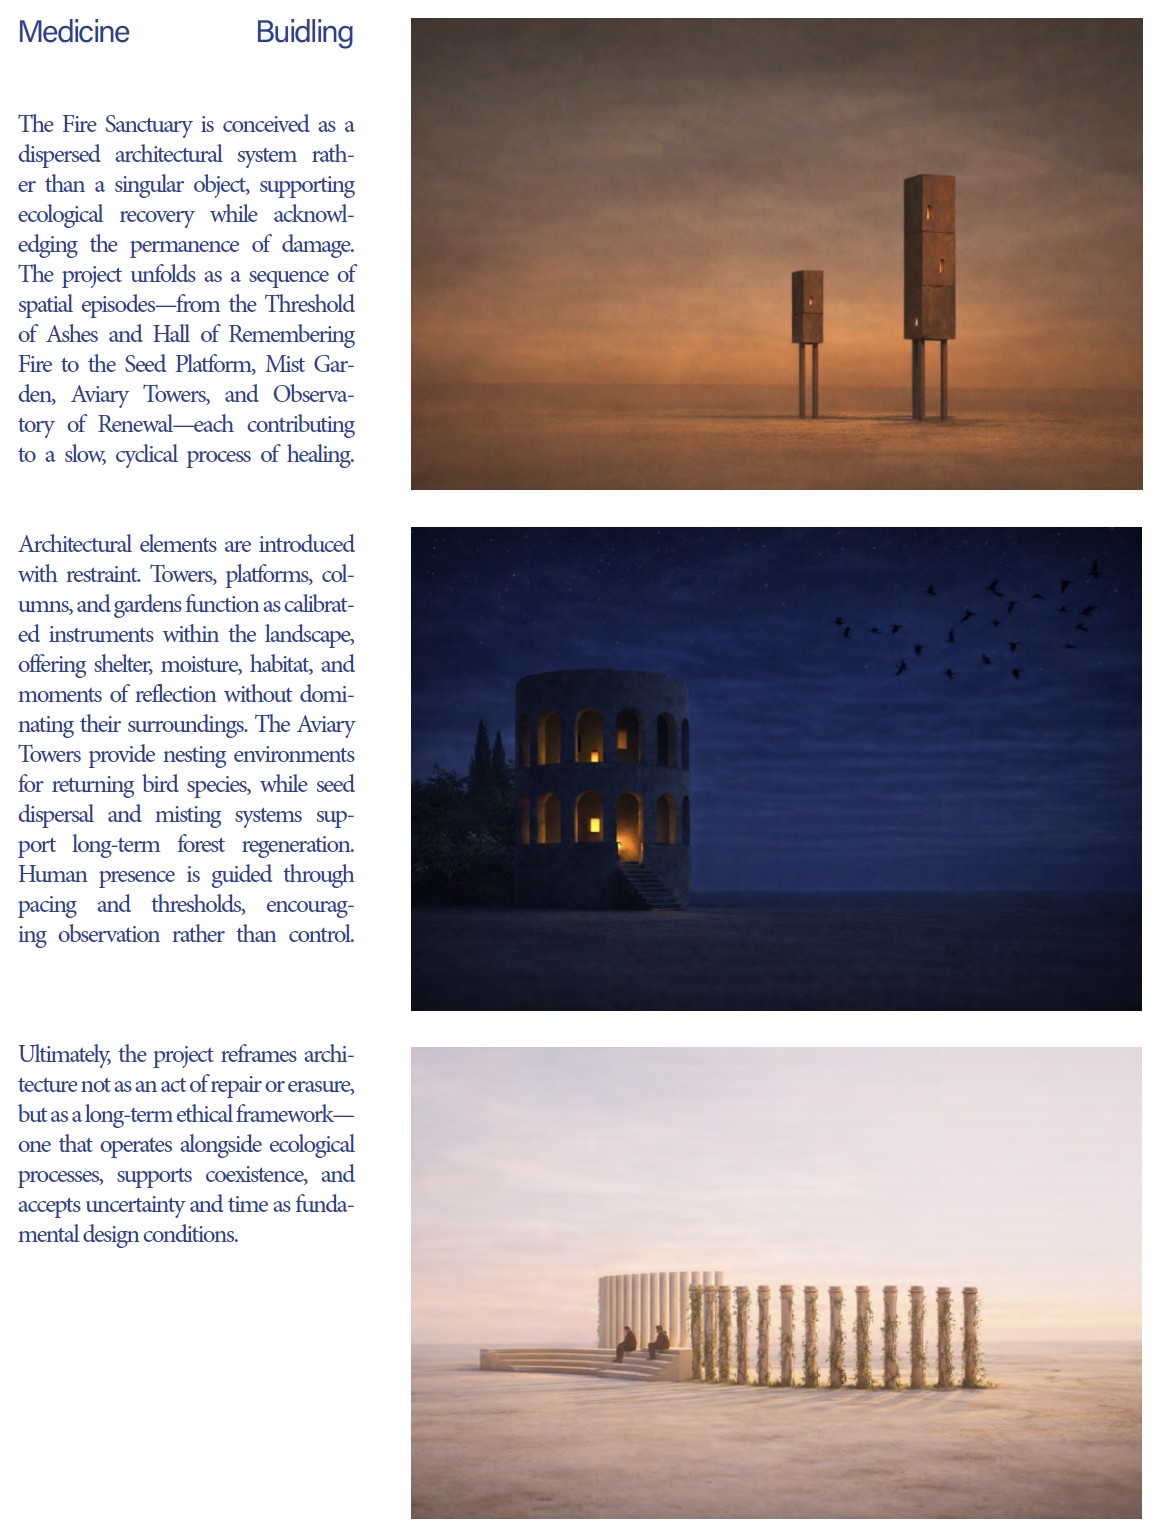 Medicine Buidling
The Fire Sanctuary is conceived as a
dispersed architectural system rath-
er than a singular object, supporting
ecological recovery while acknowl-
edging the permanence of damage.
The project unfolds as a sequence of
spatial episodes—from the Threshold
of Ashes and Hall of Remembering
Fire to the Seed Platform, Mist Gar-
den, Aviary Towers, and Observa-
tory of Renewal—each contributing
to a slow, cyclical process of healing.
Architectural elements are introduced
with restraint. Towers, platforms, col-
umns, and gardens function as calibrat-
ed instruments within the landscape,
offering shelter, moisture, habitat, and
moments of reflection without domi-
nating their surroundings. The Aviary
Towers provide nesting environments
for returning bird species, while seed
dispersal and misting systems sup-
port long-term forest regeneration.
Human presence is guided through
pacing and thresholds, encourag-
ing observation rather than control.
Ultimately, the project reframes archi-
tecture not as an act of repair or erasure,
but as a long-term ethical framework—
one that operates alongside ecological
processes, supports coexistence, and
accepts uncertainty and time as funda-
mental design conditions.